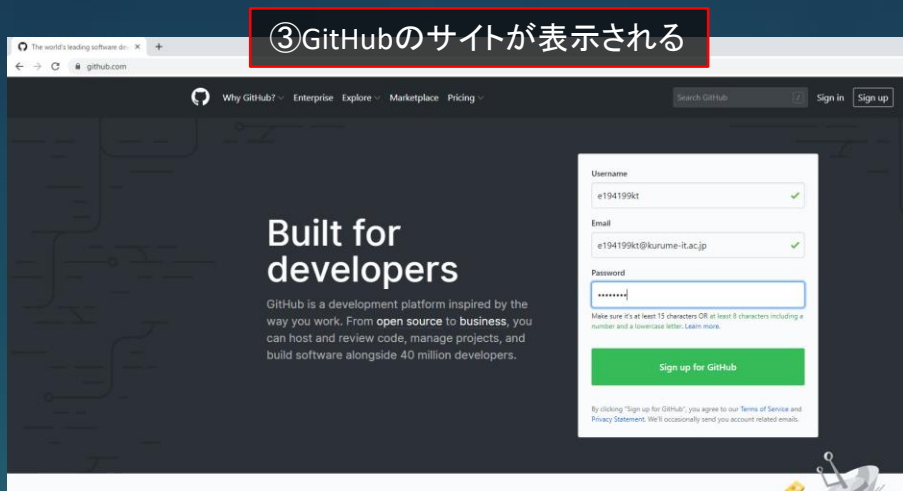 ③GitHubのサイトが表示される
The world's leading software de
github.com
Why GitHub? Enterprise Explore Marketplace Pricing
Search GitHub
/
Sign in
Sign up
Built for
developers
GitHub is a development platform inspired by the
way you work. From open source to business, you
can host and review code, manage projects, and
build software alongside 40 million developers.
Username
e194199kt
Email
e194199kt@kurume-it.ac.jp
Password
••••••••
Make sure it's at least 15 characters OR at least 8 characters including a
number and a lowercase letter. Learn more.
Sign up for GitHub
By clicking "Sign up for GitHub", you agree to our Terms of Service and
Privacy Statement. We'll occasionally send you account related emails.